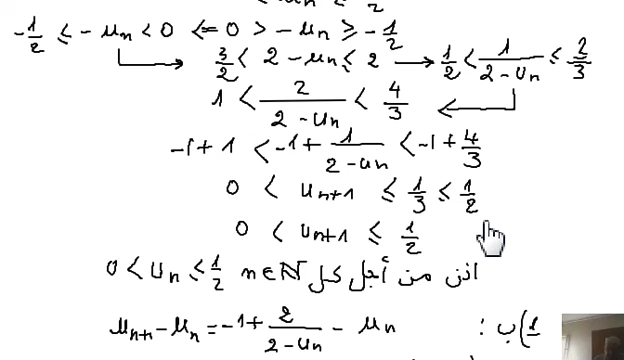 -1/2 ≤ - u_n < 0 <= 0 > - u_n ≥ -1/2
3/2 < 2 - u_n ≤ 2 → 1/2 < 1/(2 - u_n) ≤ 2/3
1 < 2/(2 - u_n) < 4/3
-1 + 1 < -1 + 1/(2 - u_n) < -1 + 4/3
0 < u_{n+1} ≤ 1/3 ≤ 1/2
0 < u_{n+1} ≤ 1/2
اذن من أجل كل n ∈ ℕ 0 < u_n ≤ 1/2
1) ب : u_{n+1} - u_n = -1 + 2/(2 - u_n) - u_n